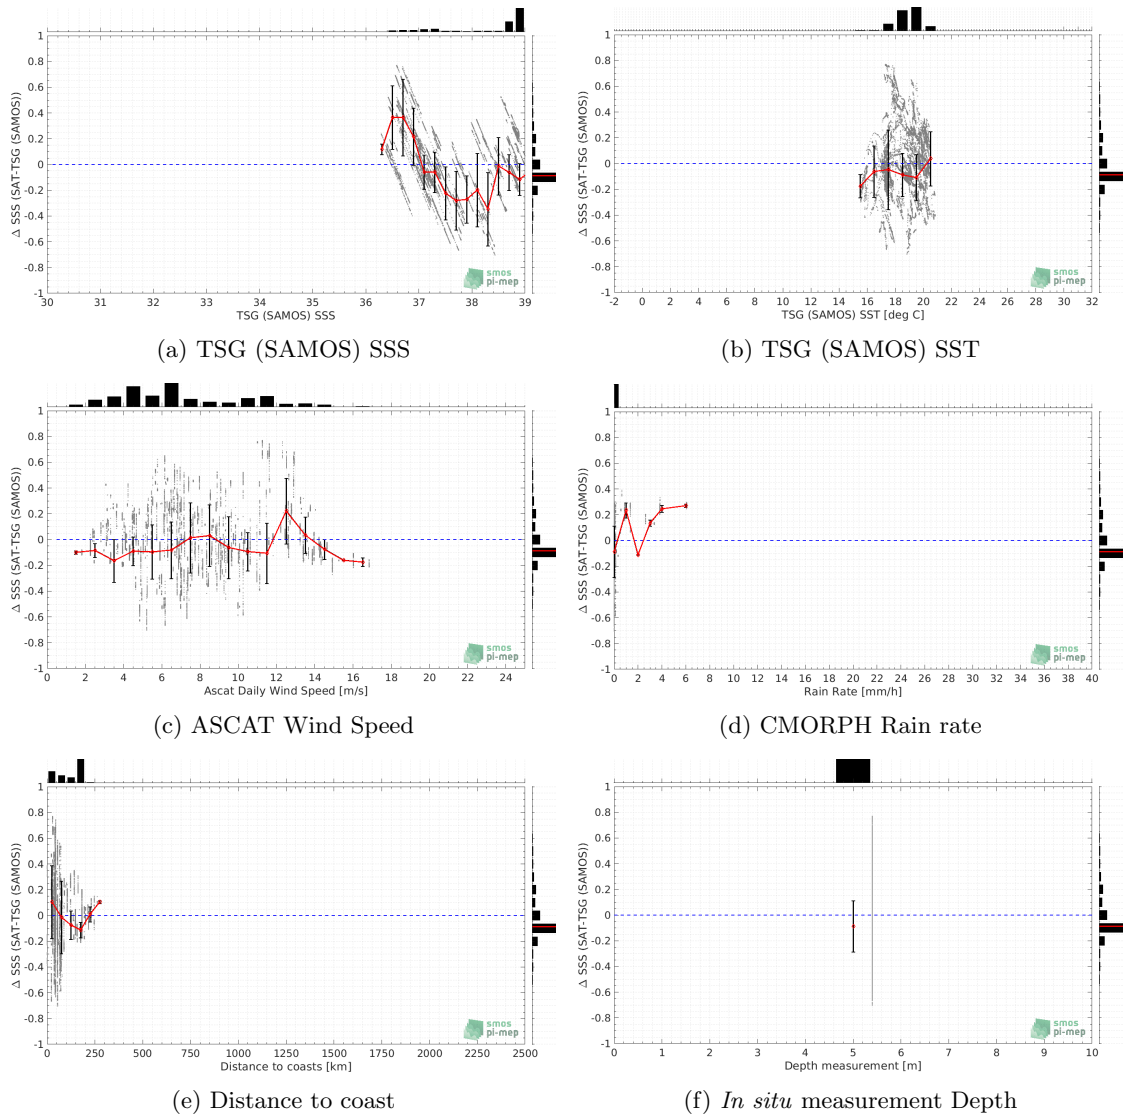 1
0.8
0.6
0.4
0.2
0
-0.2
-0.4
-0.6
-0.8
-1
Δ SSS (SAT-TSG (SAMOS))
30 31 32 33 34 35 36 37 38 39
TSG (SAMOS) SSS
smos
pi-mep
(a) TSG (SAMOS) SSS
1
0.8
0.6
0.4
0.2
0
-0.2
-0.4
-0.6
-0.8
-1
Δ SSS (SAT-TSG (SAMOS))
-2 0 2 4 6 8 10 12 14 16 18 20 22 24 26 28 30 32
TSG (SAMOS) SST [deg C]
smos
pi-mep
(b) TSG (SAMOS) SST
1
0.8
0.6
0.4
0.2
0
-0.2
-0.4
-0.6
-0.8
-1
Δ SSS (SAT-TSG (SAMOS))
0 2 4 6 8 10 12 14 16 18 20 22 24
Ascat Daily Wind Speed [m/s]
smos
pi-mep
(c) ASCAT Wind Speed
1
0.8
0.6
0.4
0.2
0
-0.2
-0.4
-0.6
-0.8
-1
Δ SSS (SAT-TSG (SAMOS))
0 2 4 6 8 10 12 14 16 18 20 22 24 26 28 30 32 34 36 38 40
Rain Rate [mm/h]
smos
pi-mep
(d) CMORPH Rain rate
1
0.8
0.6
0.4
0.2
0
-0.2
-0.4
-0.6
-0.8
-1
Δ SSS (SAT-TSG (SAMOS))
0 250 500 750 1000 1250 1500 1750 2000 2250 2500
Distance to coasts [km]
smos
pi-mep
(e) Distance to coast
1
0.8
0.6
0.4
0.2
0
-0.2
-0.4
-0.6
-0.8
-1
Δ SSS (SAT-TSG (SAMOS))
0 1 2 3 4 5 6 7 8 9 10
Depth measurement [m]
smos
pi-mep
(f) In situ measurement Depth